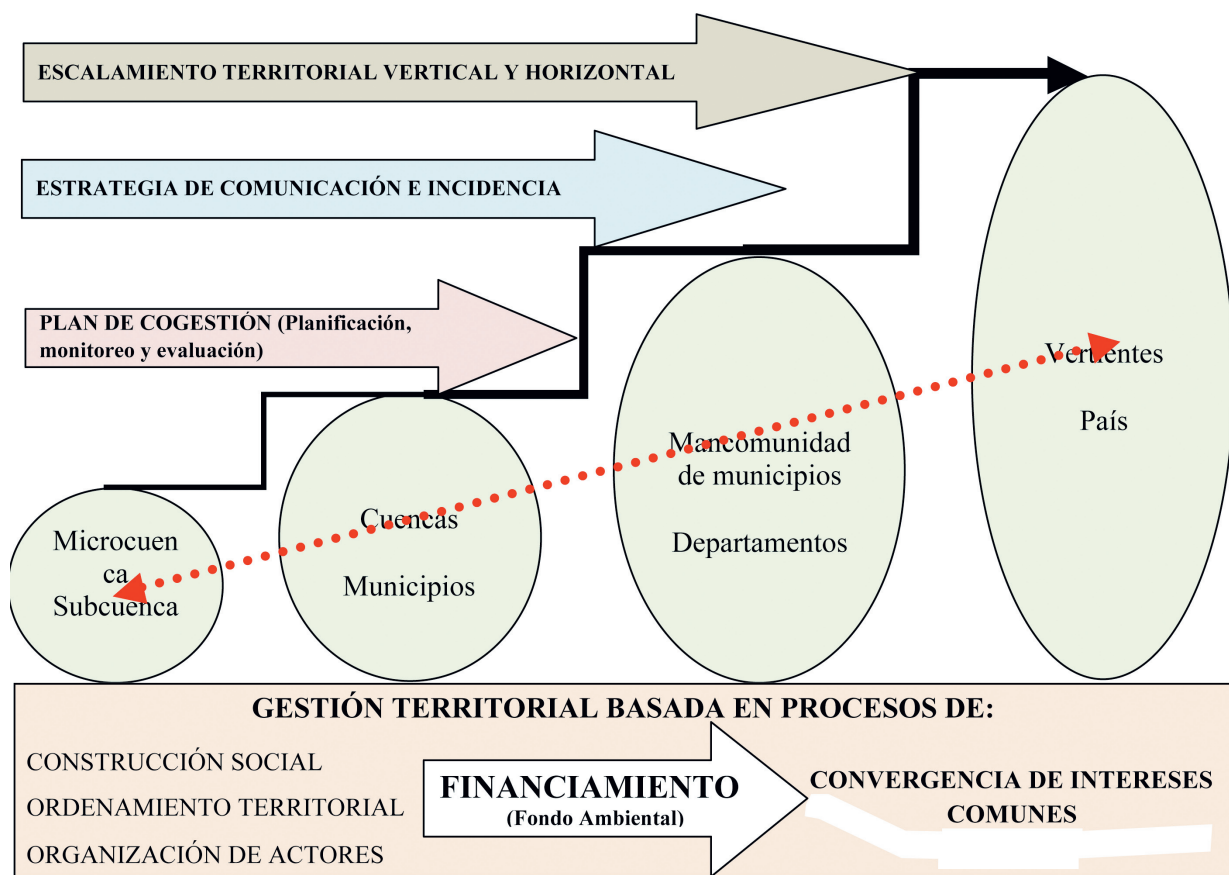 ESCALAMIENTO TERRITORIAL VERTICAL Y HORIZONTAL
ESTRATEGIA DE COMUNICACIÓN E INCIDENCIA
PLAN DE COGESTIÓN (Planificación,
monitoreo y evaluación)
Microcuen
ca
Subcuenca
Cuencas
Municipios
Mancomunidad
de municipios
Departamentos
Vertientes
País
GESTIÓN TERRITORIAL BASADA EN PROCESOS DE:
CONSTRUCCIÓN SOCIAL
ORDENAMIENTO TERRITORIAL
ORGANIZACIÓN DE ACTORES
FINANCIAMIENTO
(Fondo Ambiental)
CONVERGENCIA DE INTERESES
COMUNES